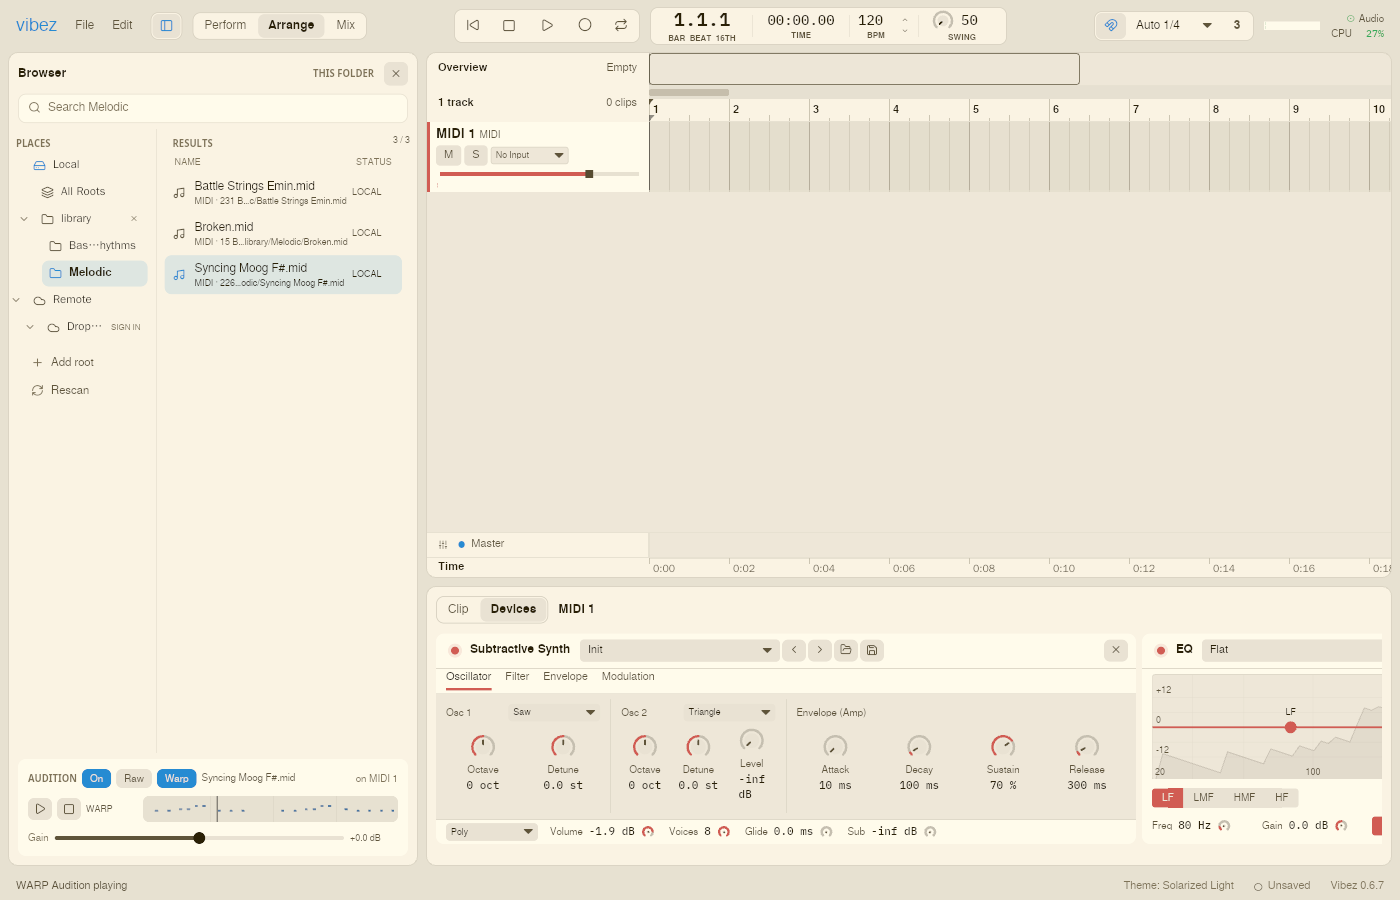 vibez File Edit Perform Arrange Mix
1.1.1 00:00.00 120 50
BAR BEAT 16TH TIME BPM SWING
Auto 1/4 3
Audio
CPU 27%
Browser THIS FOLDER
Search Melodic
PLACES
Local
All Roots
library
Bas···hythms
Melodic
Remote
Drop··· SIGN IN
Add root
Rescan
RESULTS 3 / 3
NAME STATUS
Battle Strings Emin.mid LOCAL
MIDI · 231 B...c/Battle Strings Emin.mid
Broken.mid LOCAL
MIDI · 15 B...library/Melodic/Broken.mid
Syncing Moog F#.mid LOCAL
MIDI · 226...odic/Syncing Moog F#.mid
AUDITION On Raw Warp Syncing Moog F#.mid on MIDI 1
WARP
Gain +0.0 dB
Overview Empty
1 track 0 clips
1 2 3 4 5 6 7 8 9 10
MIDI 1 MIDI
M S No Input
Master
Time 0:00 0:02 0:04 0:06 0:08 0:10 0:12 0:14 0:16 0:18
Clip Devices MIDI 1
Subtractive Synth Init
Oscillator Filter Envelope Modulation
Osc 1 Saw Osc 2 Triangle Envelope (Amp)
Octave Detune Octave Detune Level Attack Decay Sustain Release
0 oct 0.0 st 0 oct 0.0 st -inf dB 10 ms 100 ms 70 % 300 ms
Poly Volume -1.9 dB Voices 8 Glide 0.0 ms Sub -inf dB
EQ Flat
+12
LF
0
-12
20 100
LF LMF HMF HF
Freq 80 Hz Gain 0.0 dB
WARP Audition playing
Theme: Solarized Light Unsaved Vibez 0.6.7